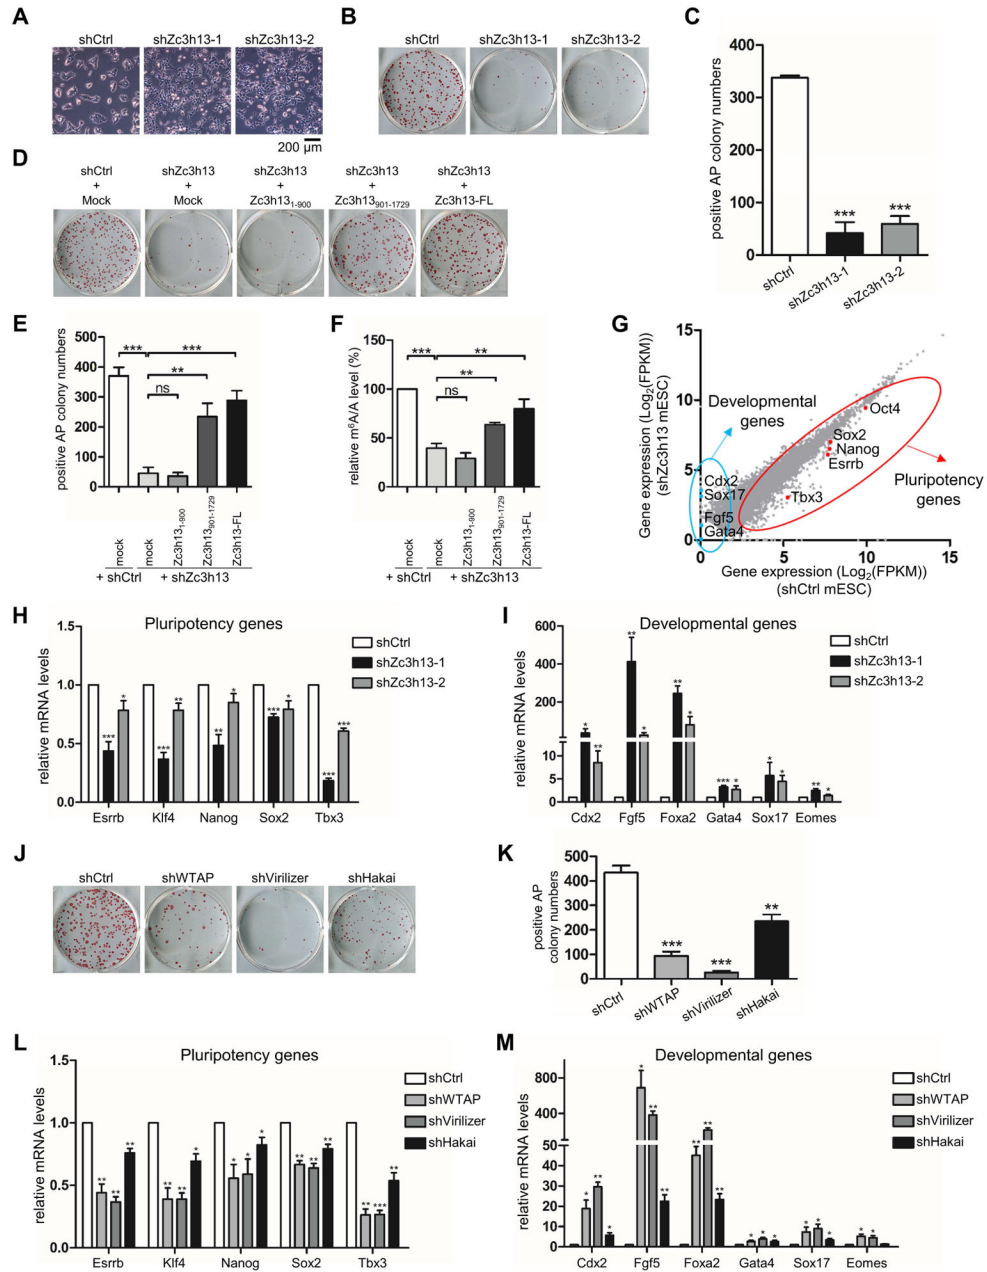 A
shCtrl shZc3h13-1 shZc3h13-2
200 µm
B
shCtrl shZc3h13-1 shZc3h13-2
C
positive AP colony numbers
400
300
200
100
0
*** ***
shCtrl shZc3h13-1 shZc3h13-2
D
shCtrl shZc3h13 shZc3h13 shZc3h13 shZc3h13
+ + + + +
Mock Mock Zc3h13₁₋₉₀₀ Zc3h13₉₀₁₋₁₇₂₉ Zc3h13-FL
E
positive AP colony numbers
500
400
300
200
100
0
*** ***
**
ns
mock mock Zc3h13₁₋₉₀₀ Zc3h13₉₀₁₋₁₇₂₉ Zc3h13-FL
+ shCtrl + shZc3h13
F
relative m⁶A/A level (%)
150
100
50
0
*** **
**
ns
mock mock Zc3h13₁₋₉₀₀ Zc3h13₉₀₁₋₁₇₂₉ Zc3h13-FL
+ shCtrl + shZc3h13
G
Gene expression (Log₂(FPKM))
(shZc3h13 mESC)
15
10
5
0
Developmental
genes
Oct4
Sox2
Nanog
Esrrb
Tbx3
Cdx2
Sox17
Fgf5
Gata4
Pluripotency
genes
0 5 10 15
Gene expression (Log₂(FPKM))
(shCtrl mESC)
H
Pluripotency genes
relative mRNA levels
1.5
1.0
0.5
0.0
shCtrl
shZc3h13-1
shZc3h13-2
*** * *** ** ** * *** * *** ***
Esrrb Klf4 Nanog Sox2 Tbx3
I
Developmental genes
relative mRNA levels
600
400
200
10
5
0
shCtrl
shZc3h13-1
shZc3h13-2
* ** ** * ** * *** * * * ** *
Cdx2 Fgf5 Foxa2 Gata4 Sox17 Eomes
J
shCtrl shWTAP shVirilizer shHakai
K
positive AP
colony numbers
500
400
300
200
100
0
*** *** **
shCtrl shWTAP shVirilizer shHakai
L
Pluripotency genes
relative mRNA levels
1.5
1.0
0.5
0.0
shCtrl
shWTAP
shVirilizer
shHakai
** ** ** ** ** * * * * ** ** ** ** *** **
Esrrb Klf4 Nanog Sox2 Tbx3
M
Developmental genes
relative mRNA levels
800
400
50
40
30
20
10
0
shCtrl
shWTAP
shVirilizer
shHakai
* ** * * ** ** ** ** ** * * * * * * * *
Cdx2 Fgf5 Foxa2 Gata4 Sox17 Eomes